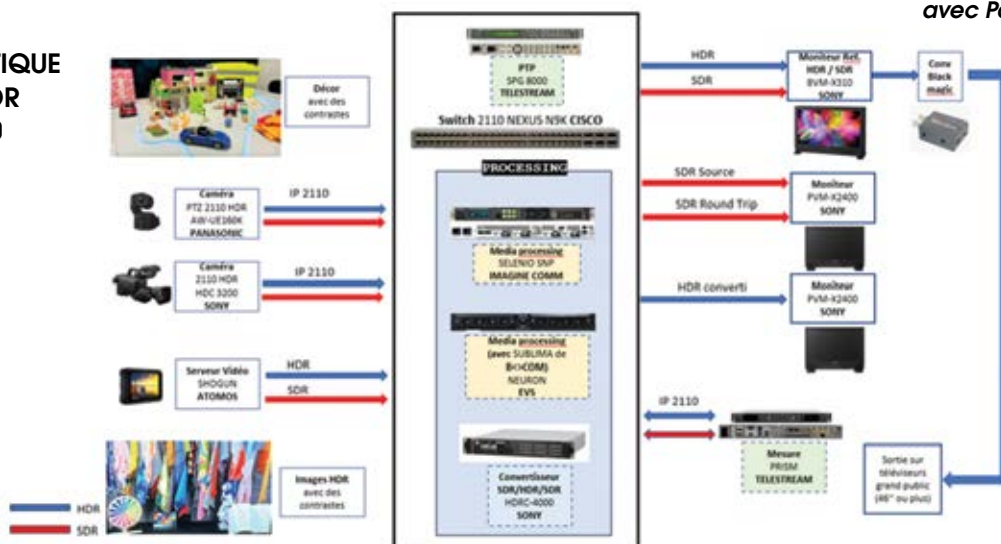 avec Pa
TIQUE
DR
Décor
avec des
contrastes
PTP
SPG 8000
TELESTREAM
Switch 2110 NEXUS N9K CISCO
PROCESSING
HDR
SDR
Moniteur Ref.
HDR / SDR
BVM-X310
SONY
Conv
Black
magic
Caméra
PTZ 2110 HDR
AW-UE160K
PANASONIC
IP 2110
Media processing
SELENIO SNP
IMAGINE COMM
SDR Source
SDR Round Trip
Moniteur
PVM-X2400
SONY
Caméra
2110 HDR
HDC 3200
SONY
IP 2110
Media processing
(avec SUBLIMA de
B<>COM)
NEURON
EVS
HDR converti
Moniteur
PVM-X2400
SONY
Serveur Vidéo
SHOGUN
ATOMOS
HDR
SDR
IP 2110
Mesure
PRISM
TELESTREAM
Convertisseur
SDR/HDR/SDR
HDRC-4000
SONY
Images HDR
avec des
contrastes
Sortie sur
téléviseurs
grand public
(46" ou plus)
HDR
SDR